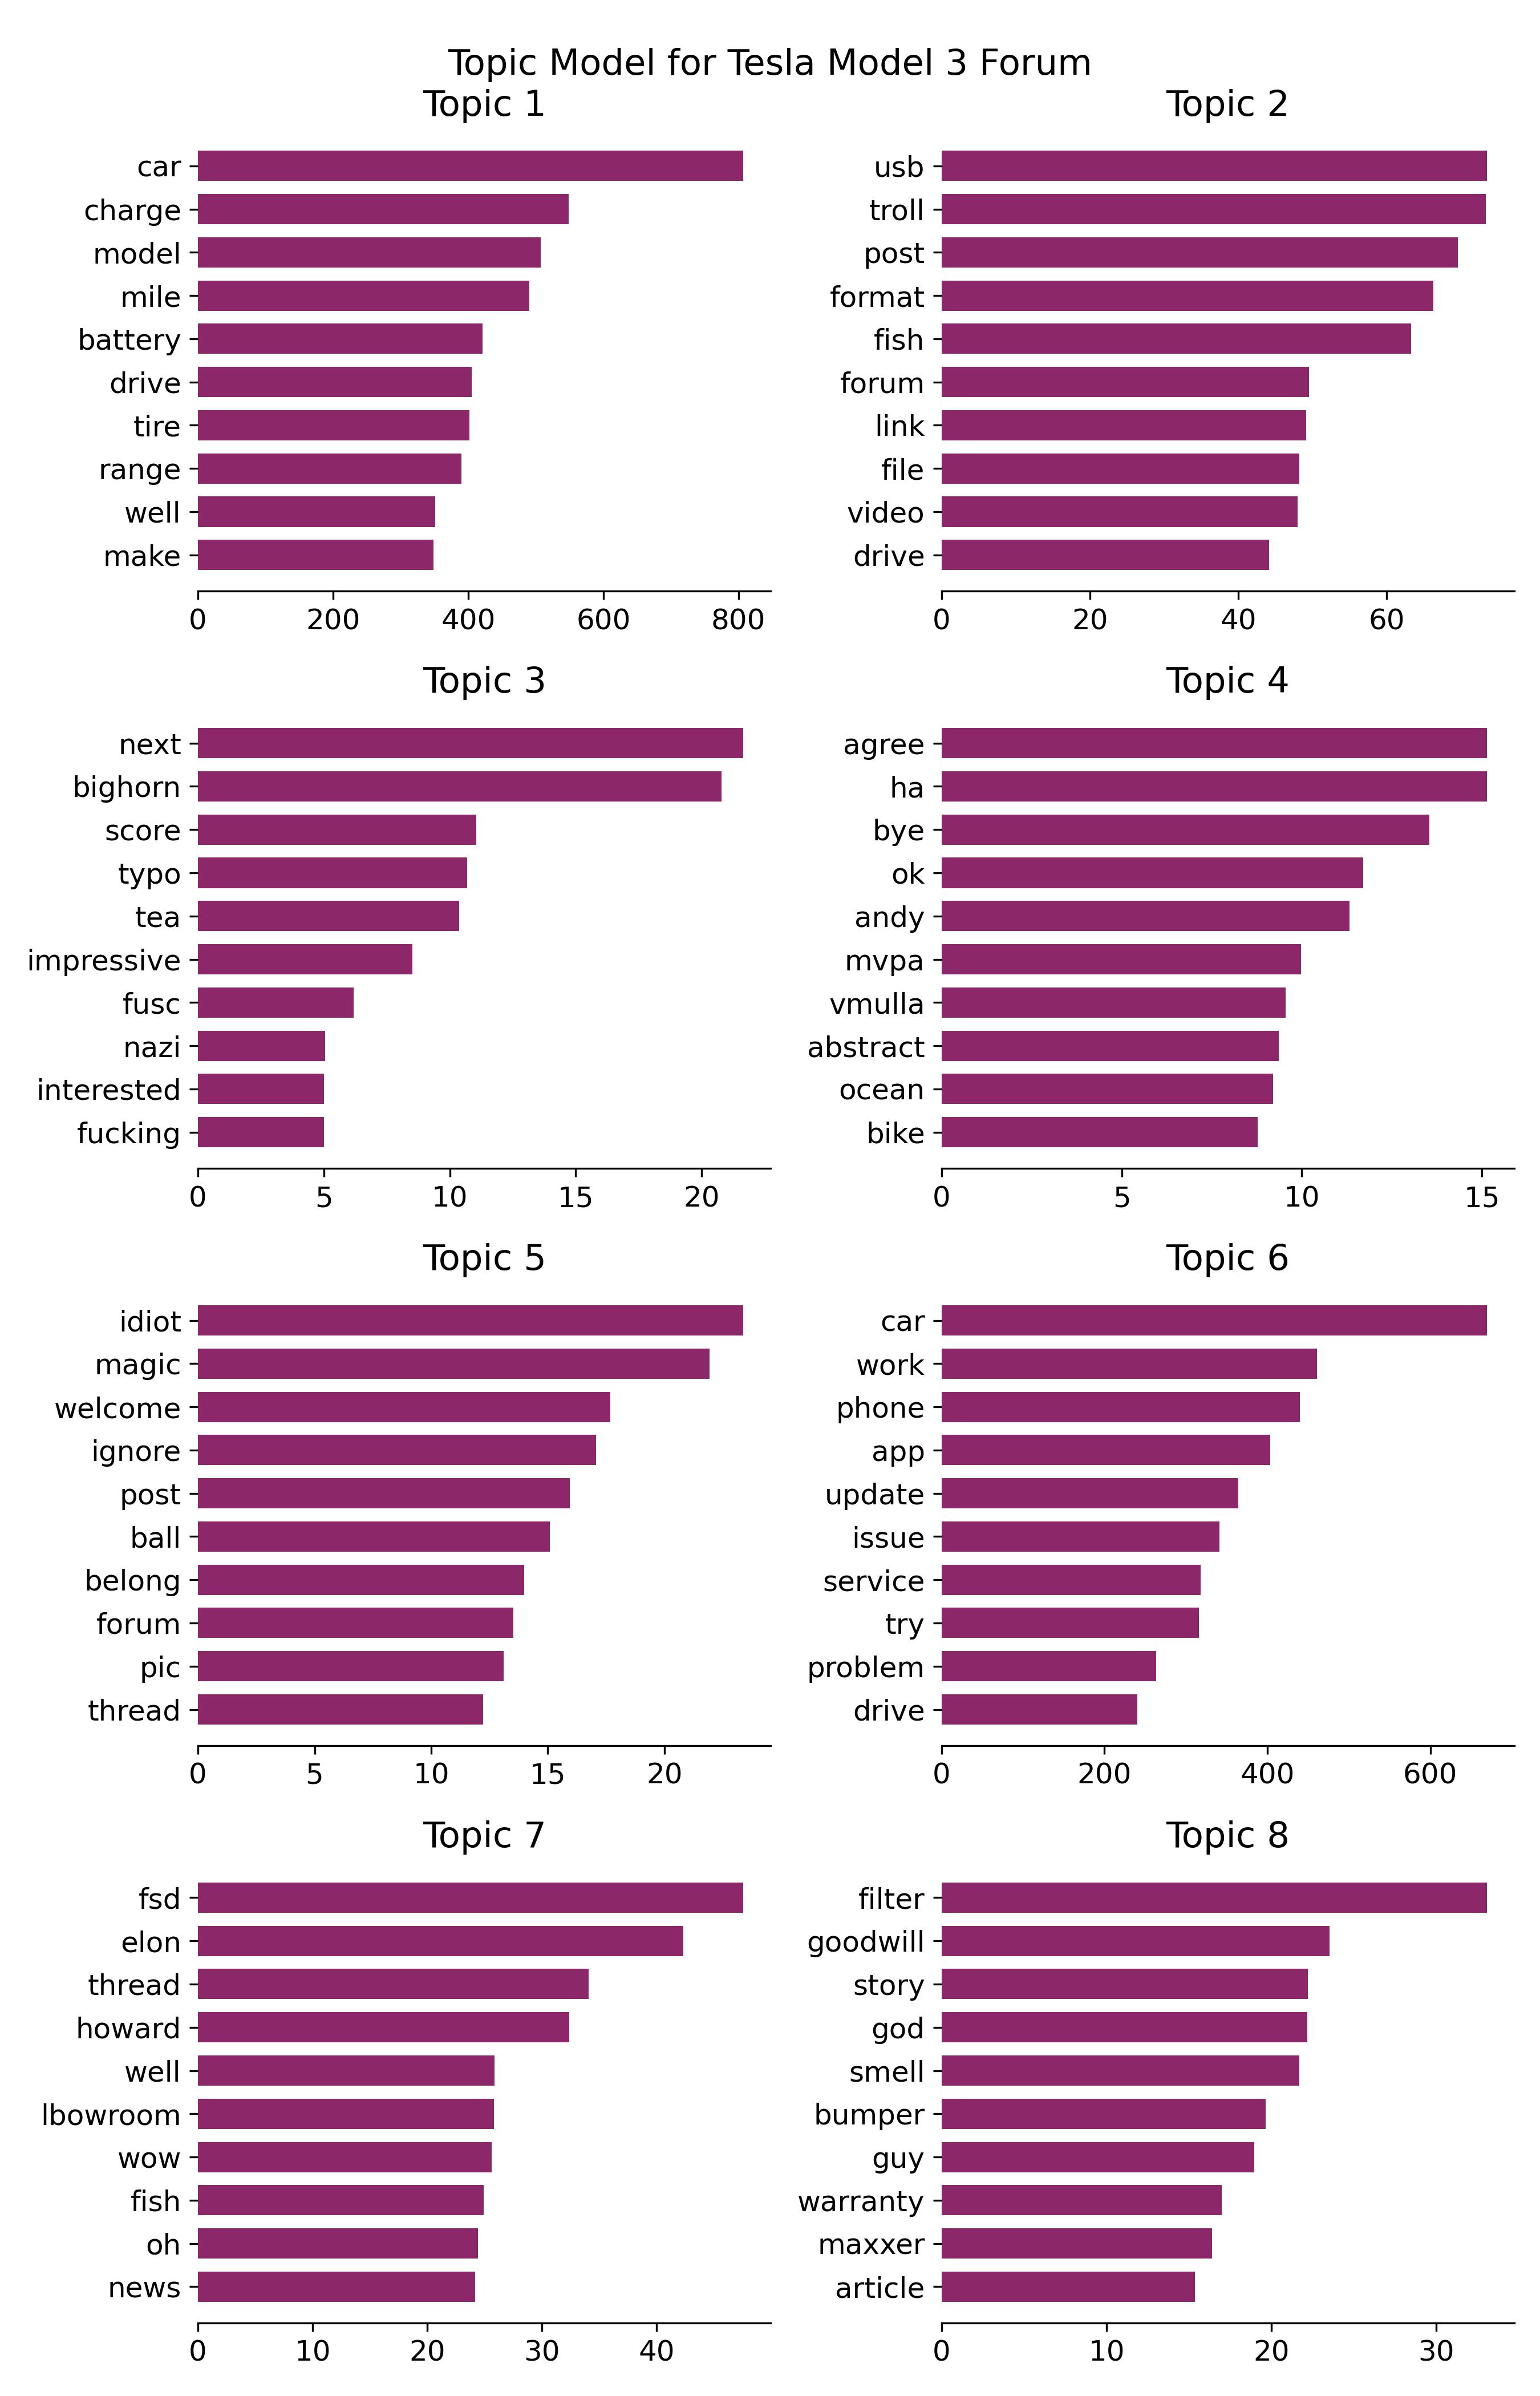 Topic Model for Tesla Model 3 Forum
Topic 1
car
charge
model
mile
battery
drive
tire
range
well
make
0 200 400 600 800
Topic 2
usb
troll
post
format
fish
forum
link
file
video
drive
0 20 40 60
Topic 3
next
bighorn
score
typo
tea
impressive
fusc
nazi
interested
fucking
0 5 10 15 20
Topic 4
agree
ha
bye
ok
andy
mvpa
vmulla
abstract
ocean
bike
0 5 10 15
Topic 5
idiot
magic
welcome
ignore
post
ball
belong
forum
pic
thread
0 5 10 15 20
Topic 6
car
work
phone
app
update
issue
service
try
problem
drive
0 200 400 600
Topic 7
fsd
elon
thread
howard
well
lbowroom
wow
fish
oh
news
0 10 20 30 40
Topic 8
filter
goodwill
story
god
smell
bumper
guy
warranty
maxxer
article
0 10 20 30